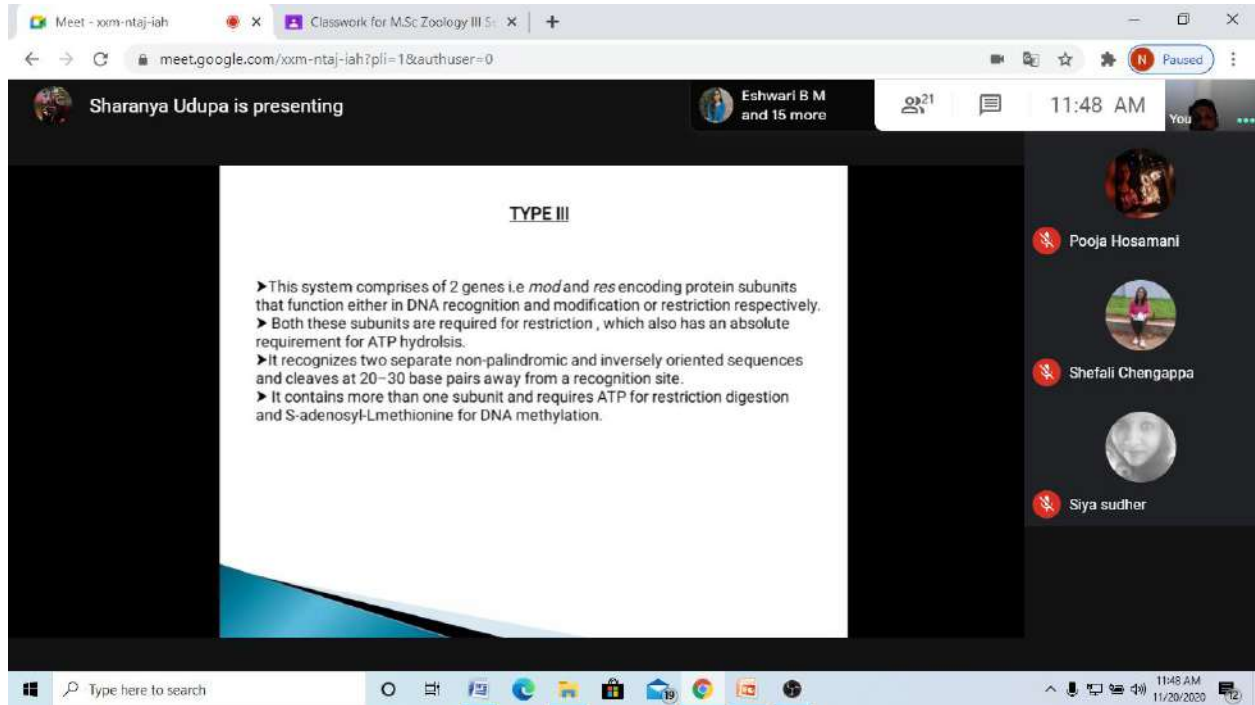 Meet - xxm-ntaj-iah
Classwork for M.Sc Zoology III S
meet.google.com/xxm-ntaj-iah?pli=1&authuser=0
N
Paused
Sharanya Udupa is presenting
Eshwari B M
and 15 more
21
11:48 AM
You
TYPE III
➤This system comprises of 2 genes i.e mod and res encoding protein subunits
that function either in DNA recognition and modification or restriction respectively.
➤ Both these subunits are required for restriction , which also has an absolute
requirement for ATP hydrolsis.
➤It recognizes two separate non-palindromic and inversely oriented sequences
and cleaves at 20–30 base pairs away from a recognition site.
➤ It contains more than one subunit and requires ATP for restriction digestion
and S-adenosyl-Lmethionine for DNA methylation.
Pooja Hosamani
Shefali Chengappa
Siya sudher
Type here to search
19
11:48 AM
11/20/2020
12